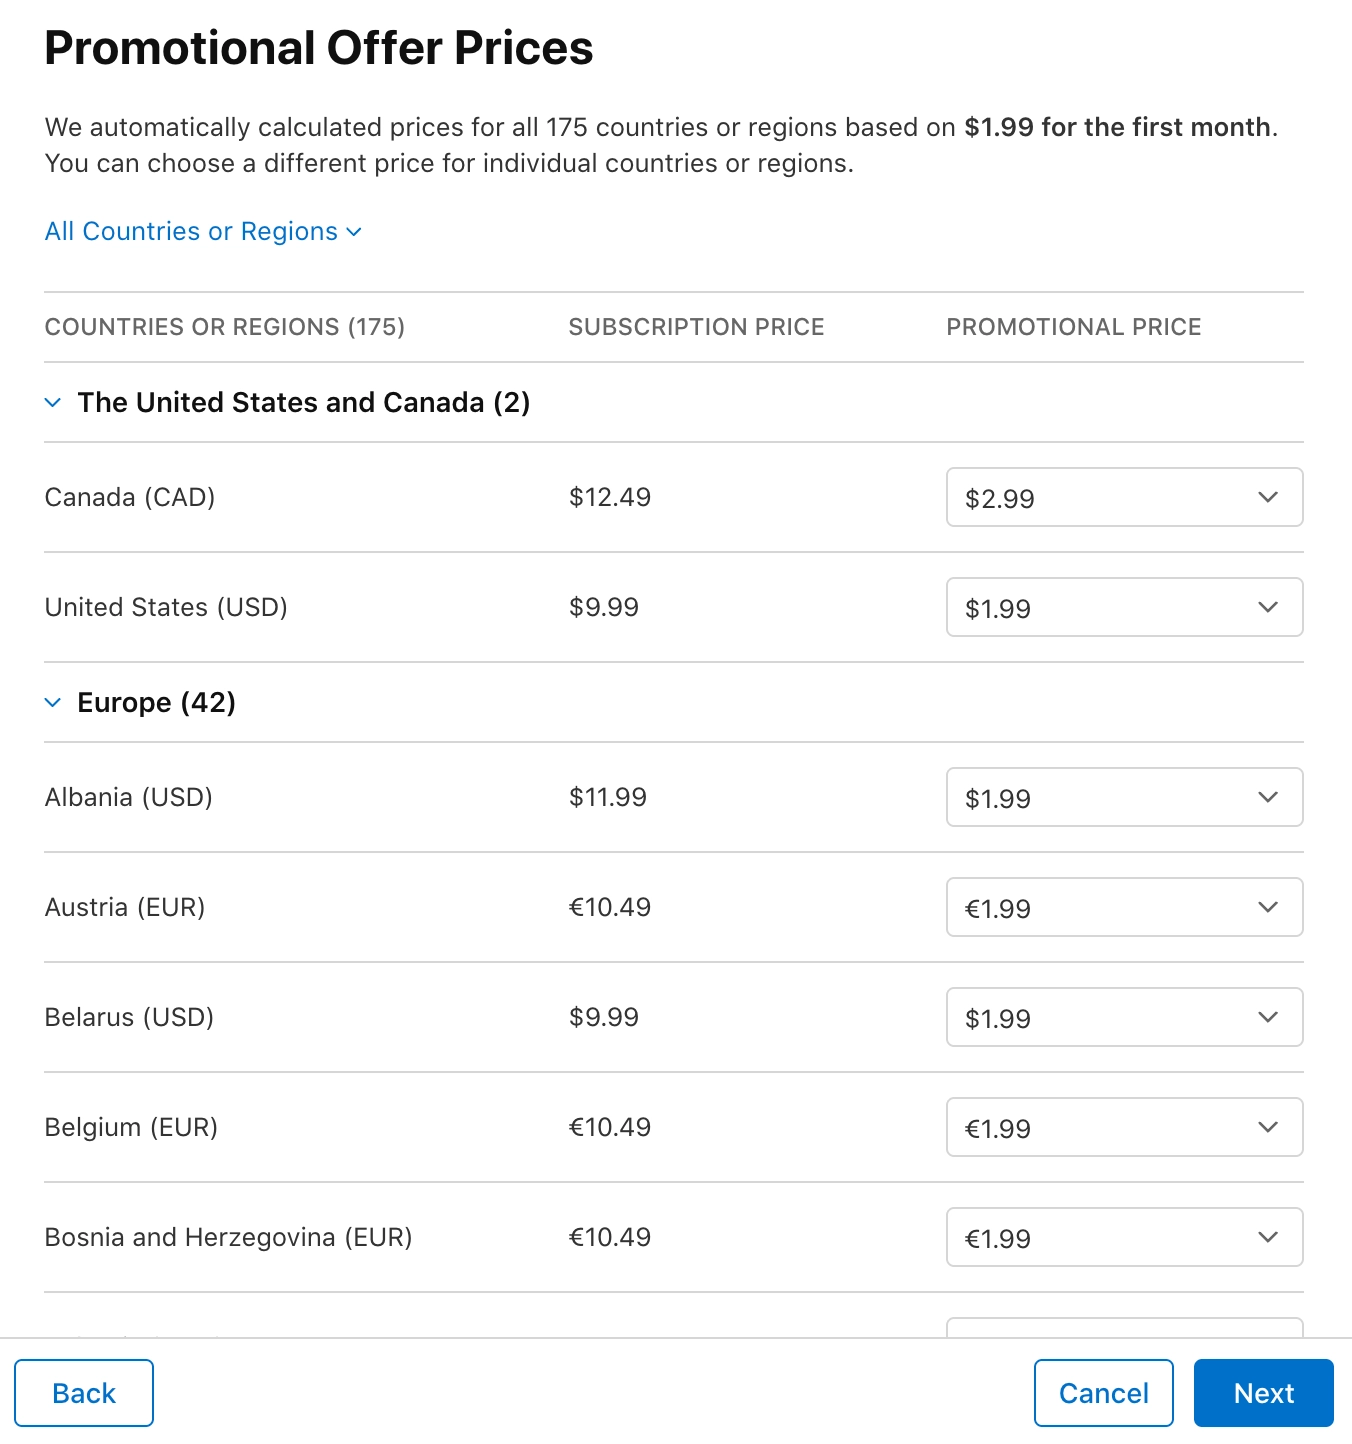 Promotional Offer Prices
We automatically calculated prices for all 175 countries or regions based on $1.99 for the first month.
You can choose a different price for individual countries or regions.
All Countries or Regions
COUNTRIES OR REGIONS (175) SUBSCRIPTION PRICE PROMOTIONAL PRICE
The United States and Canada (2)
Canada (CAD) $12.49 $2.99
United States (USD) $9.99 $1.99
Europe (42)
Albania (USD) $11.99 $1.99
Austria (EUR) €10.49 €1.99
Belarus (USD) $9.99 $1.99
Belgium (EUR) €10.49 €1.99
Bosnia and Herzegovina (EUR) €10.49 €1.99
Back Cancel Next